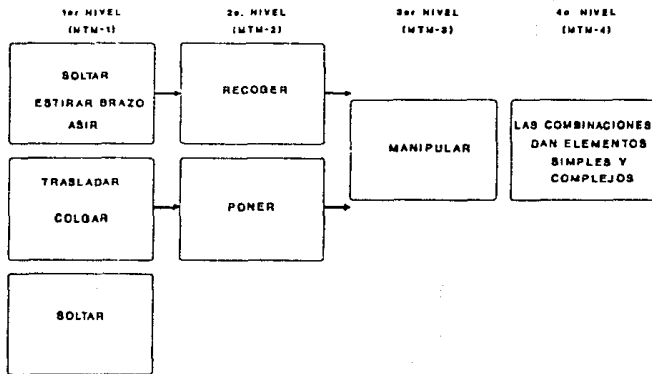 1er NIVEL
(MTM-1)
2o. NIVEL
(MTM-2)
3er NIVEL
(MTM-3)
4o NIVEL
(MTM-4)
SOLTAR
ESTIRAR BRAZO
ASIR
RECOGER
MANIPULAR
LAS COMBINACIONES
DAN ELEMENTOS
SIMPLES Y
COMPLEJOS
TRASLADAR
COLGAR
PONER
SOLTAR